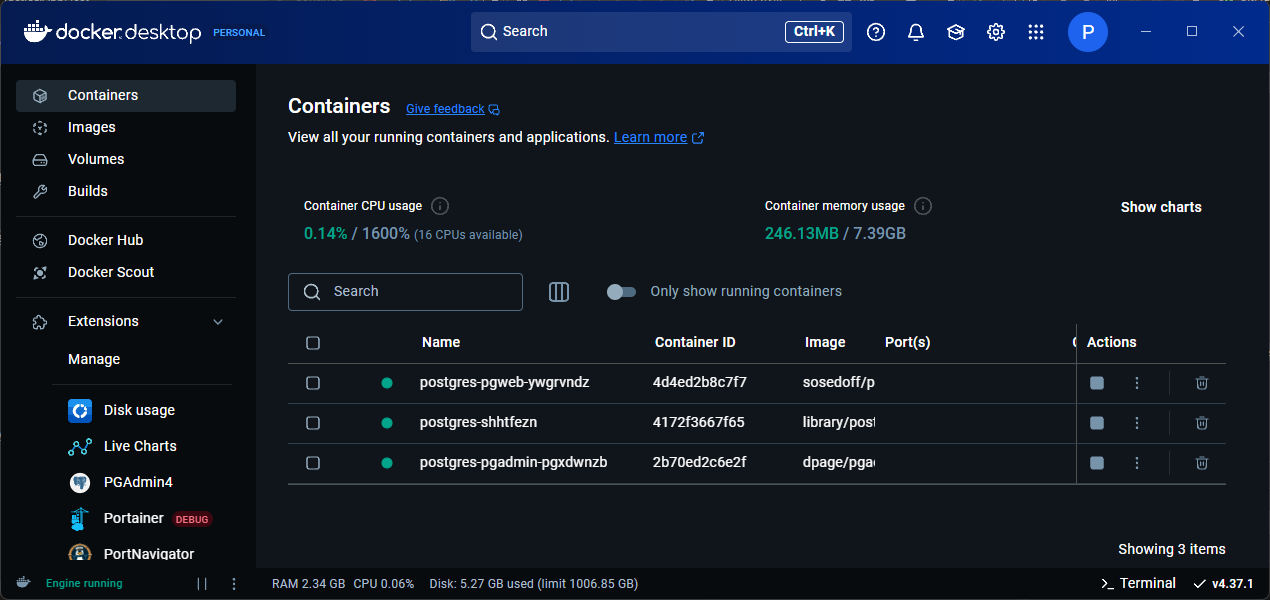 docker.desktop PERSONAL
Search Ctrl+K
P
Containers
Images
Volumes
Builds
Docker Hub
Docker Scout
Extensions
Manage
Disk usage
Live Charts
PGAdmin4
Portainer DEBUG
PortNavigator
Containers Give feedback
View all your running containers and applications. Learn more
Container CPU usage
0.14% / 1600% (16 CPUs available)
Container memory usage
246.13MB / 7.39GB
Show charts
Search
Only show running containers
Name Container ID Image Port(s) Actions
postgres-pgweb-ywgrvndz 4d4ed2b8c7f7 sosedoff/p
postgres-shhtfezn 4172f3667f65 library/post
postgres-pgadmin-pgxdwnzb 2b70ed2c6e2f dpage/pga
Showing 3 items
Engine running
RAM 2.34 GB CPU 0.06% Disk: 5.27 GB used (limit 1006.85 GB)
>_ Terminal
v4.37.1